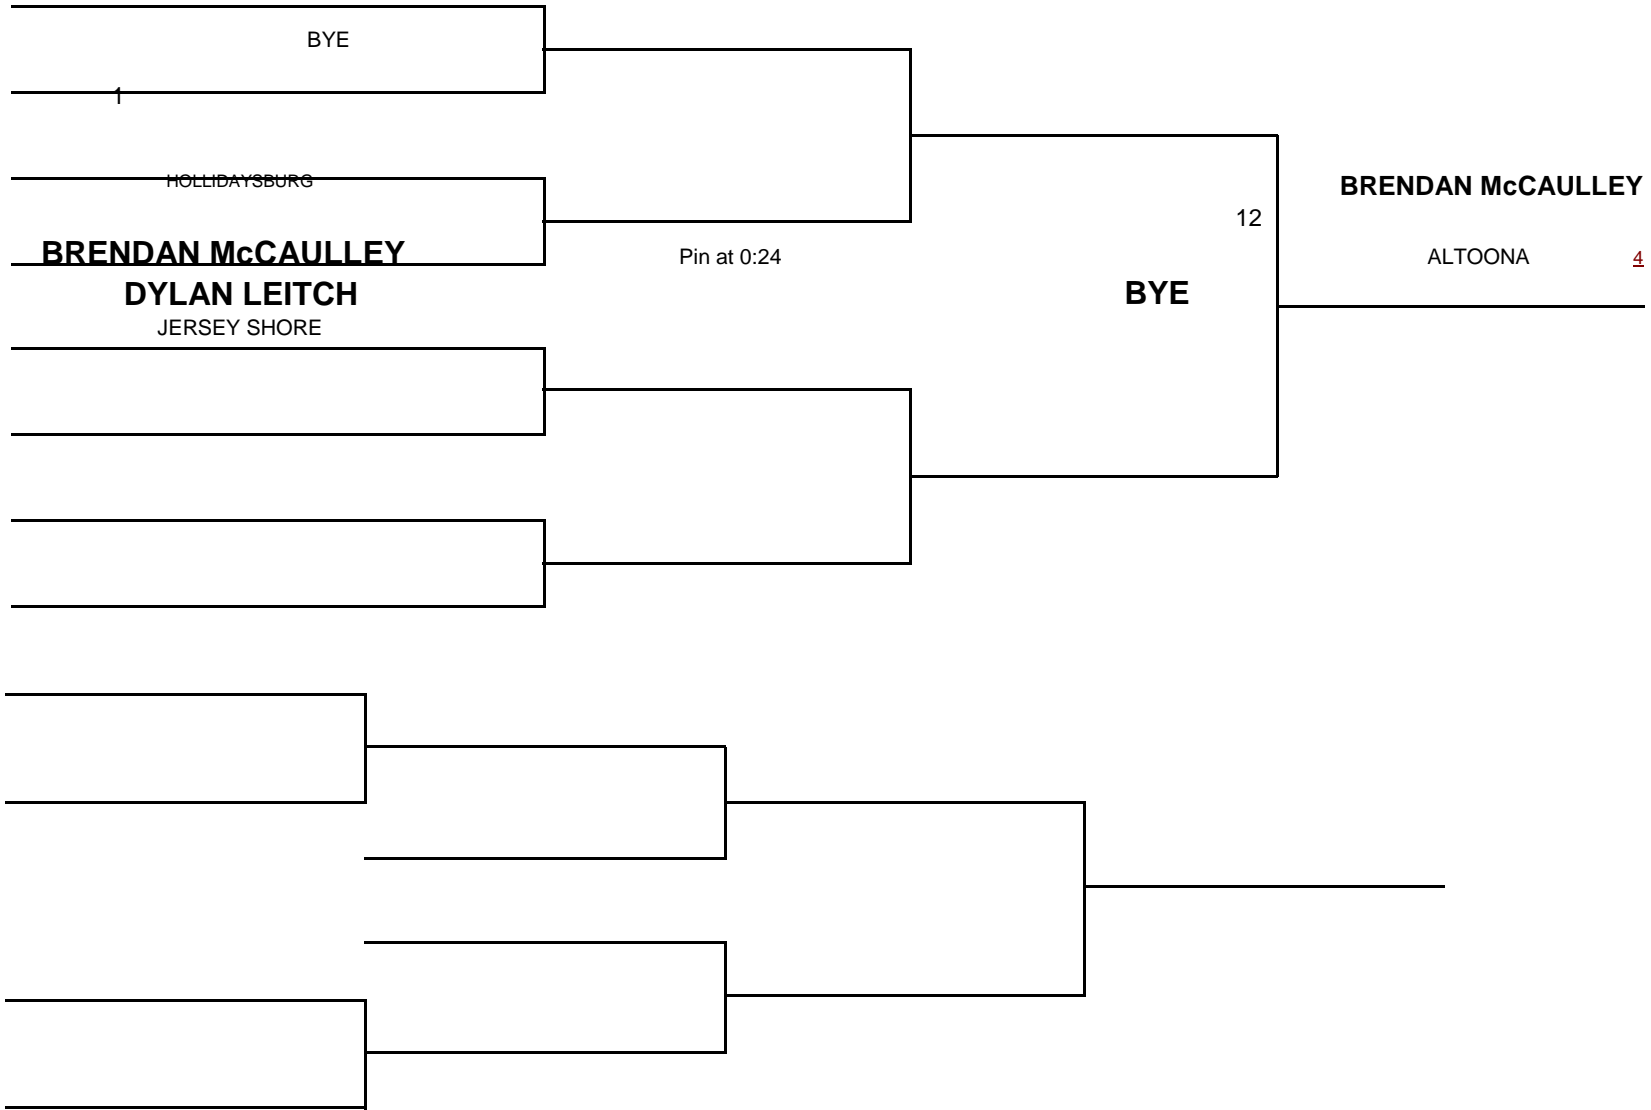 BYE
1
HOLLIDAYSBURG
BRENDAN McCAULLEY
12
BRENDAN McCAULLEY
Pin at 0:24
ALTOONA 4
DYLAN LEITCH
BYE
JERSEY SHORE